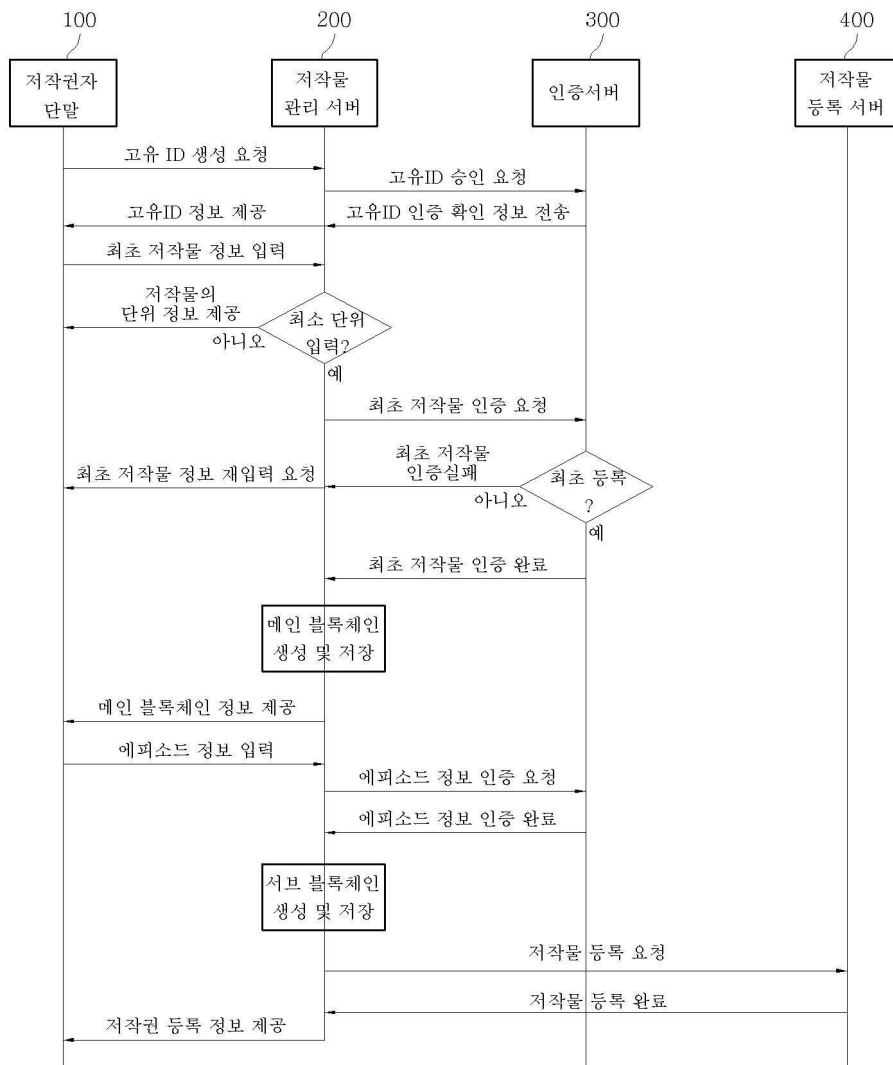 100
200
300
400
저작권자
단말
저작물
관리 서버
인증서버
저작물
등록 서버
고유 ID 생성 요청
고유ID 승인 요청
고유ID 정보 제공
고유ID 인증 확인 정보 전송
최초 저작물 정보 입력
저작물의
단위 정보 제공
아니오
최소 단위
입력?
예
최초 저작물 인증 요청
최초 저작물
인증실패
최초 저작물 정보 재입력 요청
아니오
최초 등록
?
예
최초 저작물 인증 완료
메인 블록체인
생성 및 저장
메인 블록체인 정보 제공
에피소드 정보 입력
에피소드 정보 인증 요청
에피소드 정보 인증 완료
서브 블록체인
생성 및 저장
저작물 등록 요청
저작물 등록 완료
저작권 등록 정보 제공